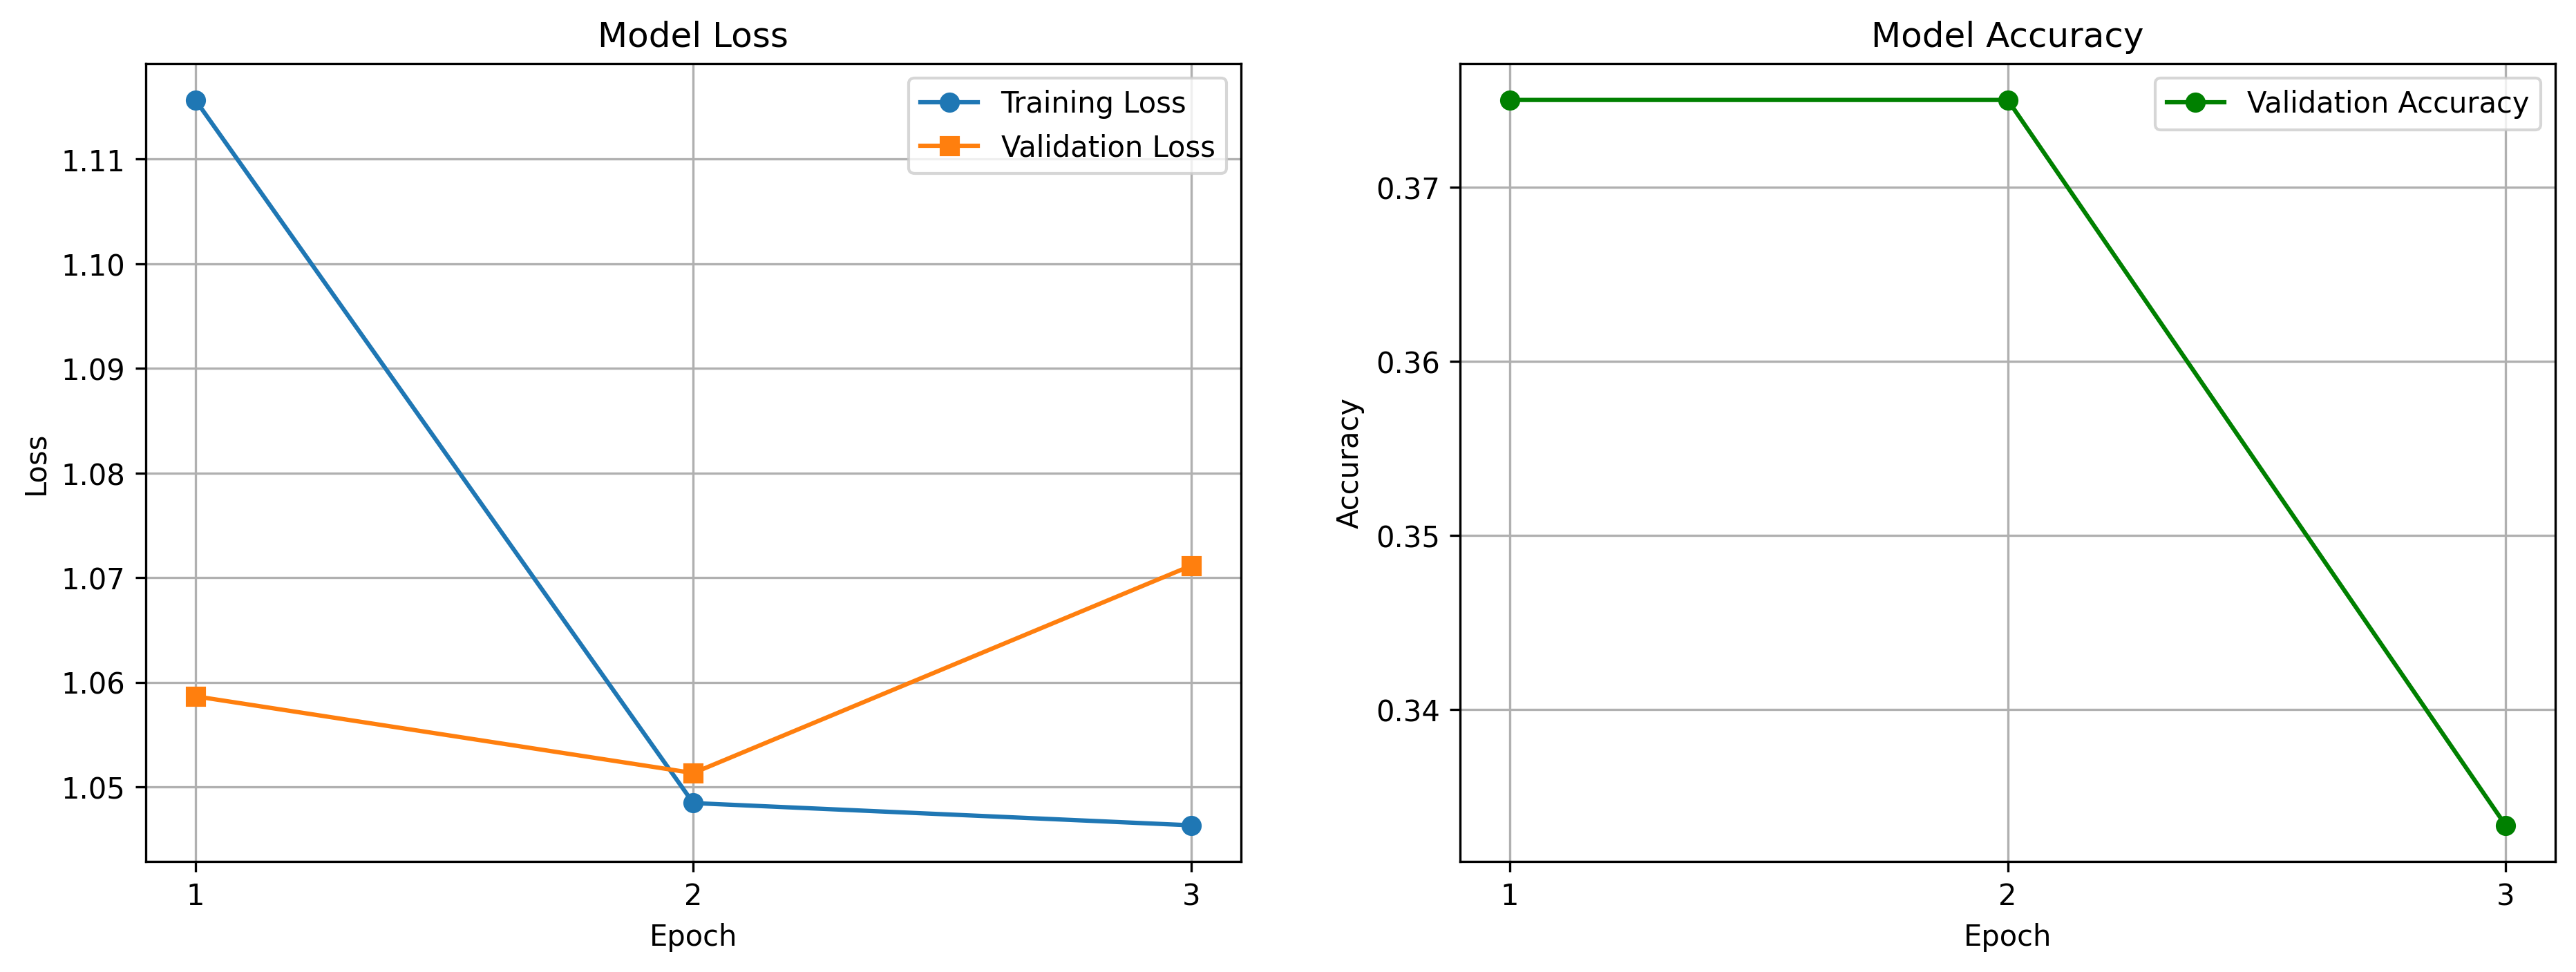 Model Loss
Training Loss
Validation Loss
1.11
1.10
1.09
1.08
1.07
1.06
1.05
Loss
1 2 3
Epoch
Model Accuracy
Validation Accuracy
0.37
0.36
0.35
0.34
Accuracy
1 2 3
Epoch